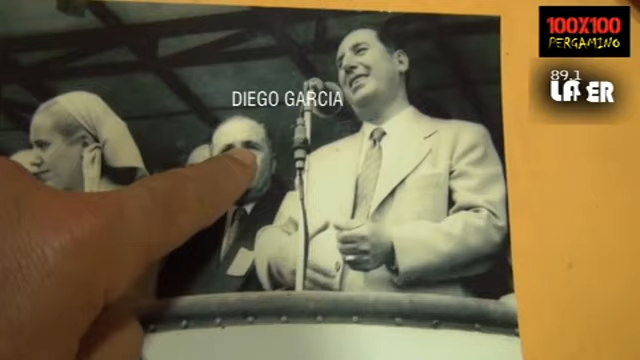 100X100
PERGAMINO
DIEGO GARCIA
89.1
LA ER